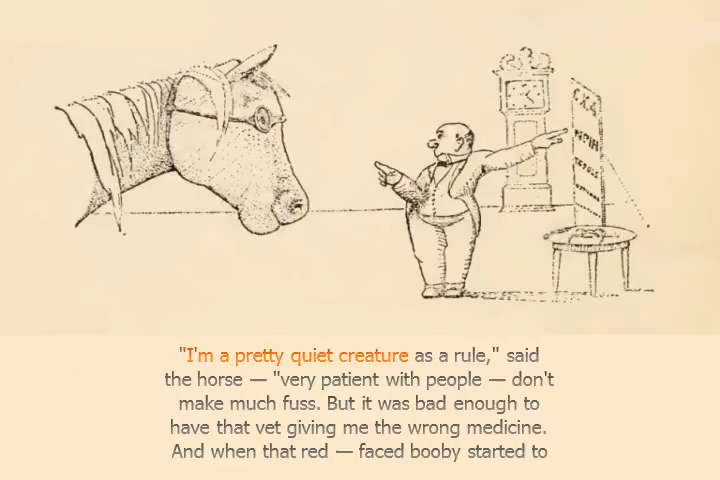 "I'm a pretty quiet creature as a rule," said
the horse — "very patient with people — don't
make much fuss. But it was bad enough to
have that vet giving me the wrong medicine.
And when that red — faced booby started to